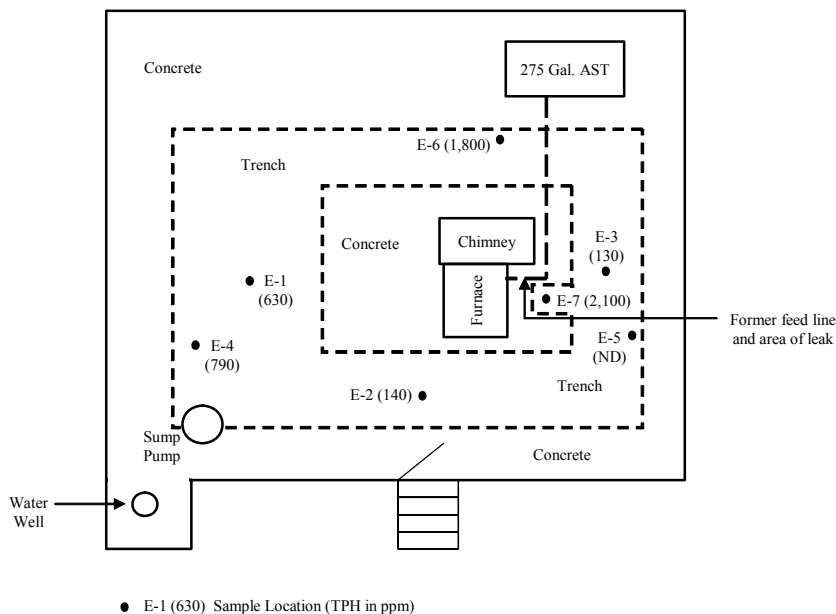 Concrete
275 Gal. AST
E-6 (1,800)
Trench
Concrete
Chimney
E-3
(130)
E-1
(630)
Furnace
E-7 (2,100)
Former feed line
and area of leak
E-4
(790)
E-5
(ND)
E-2 (140)
Trench
Sump
Pump
Concrete
Water
Well
E-1 (630) Sample Location (TPH in ppm)